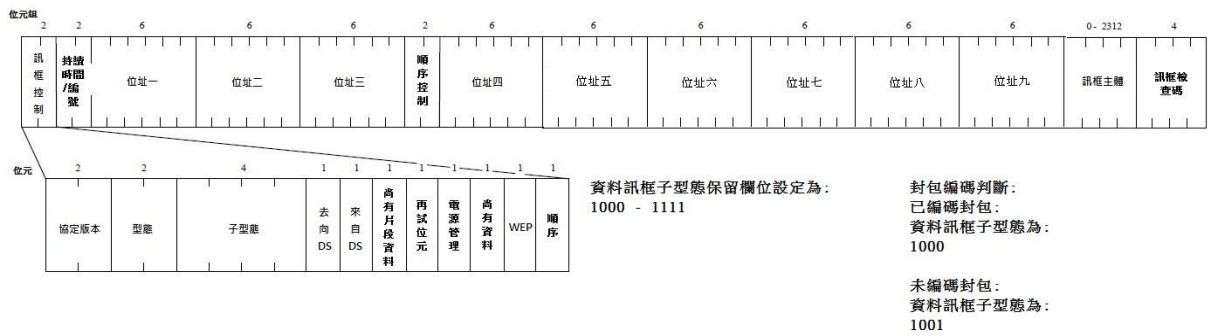 位元組
2 2 6 6 6 2 6 6 6 6 6 6 0 - 2312 4
訊框控制 持續時間/編號 位址一 位址二 位址三 順序控制 位址四 位址五 位址六 位址七 位址八 位址九 訊框主體 訊框檢查碼
位元
2 2 4 1 1 1 1 1 1 1 1
協定版本 型態 子型態 去向DS 來自DS 尚有片段資料 再試位元 電源管理 尚有資料 WEP 順序
資料訊框子型態保留欄位設定為:
1000 - 1111
封包編碼判斷:
已編碼封包:
資料訊框子型態為:
1000
未編碼封包:
資料訊框子型態為:
1001